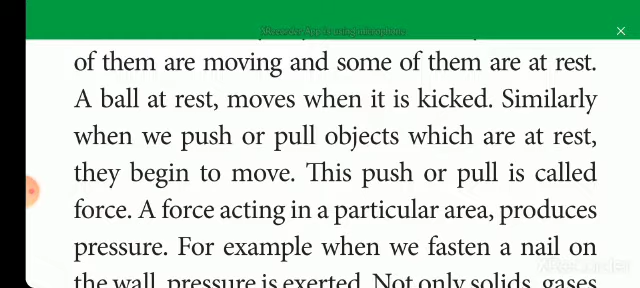 of them are moving and some of them are at rest.
A ball at rest, moves when it is kicked. Similarly
when we push or pull objects which are at rest,
they begin to move. This push or pull is called
force. A force acting in a particular area, produces
pressure. For example when we fasten a nail on
the wall, pressure is exerted. Not only solids, gases
XRecorder